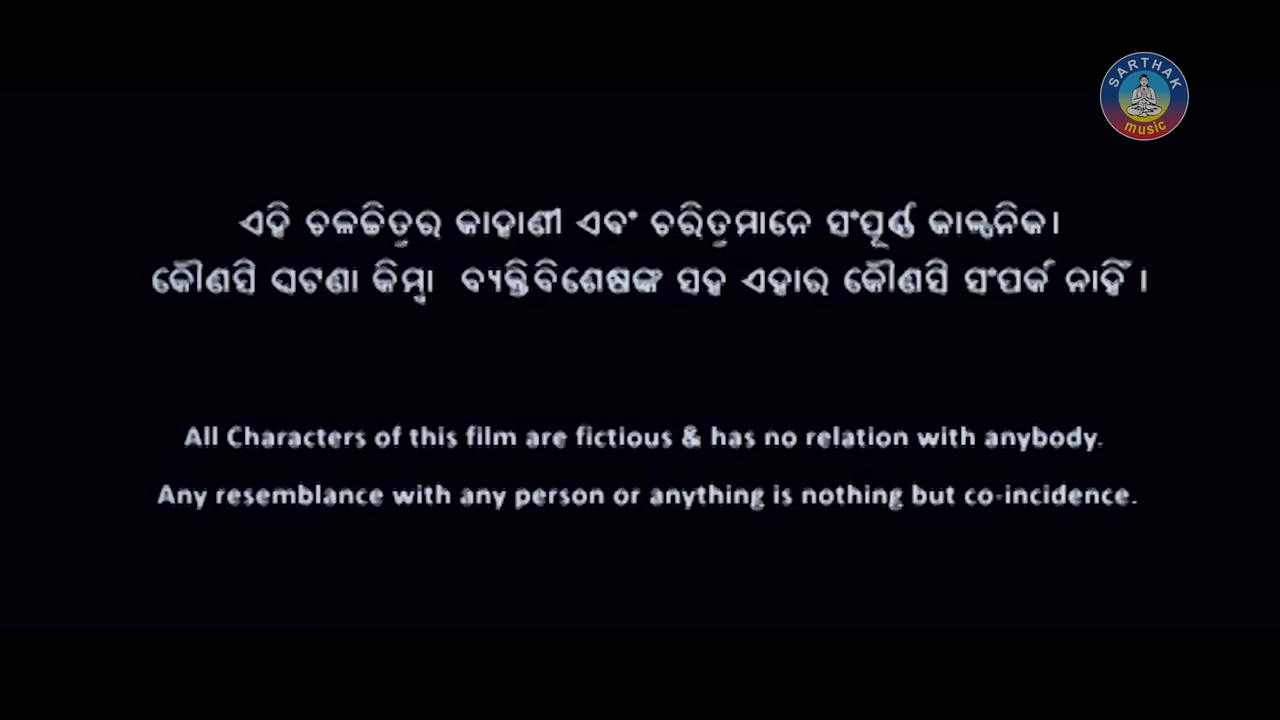 SARTHAK
music
ଏହି ଚଳଚ୍ଚିତ୍ରର କାହାଣୀ ଏବଂ ଚରିତ୍ରମାନେ ସଂପୂର୍ଣ୍ଣ କାଳ୍ପନିକ।
କୌଣସି ଘଟଣା କିମ୍ବା ବ୍ୟକ୍ତିବିଶେଷଙ୍କ ସହ ଏହାର କୌଣସି ସଂପର୍କ ନାହିଁ ।
All Characters of this film are fictious & has no relation with anybody.
Any resemblance with any person or anything is nothing but co-incidence.